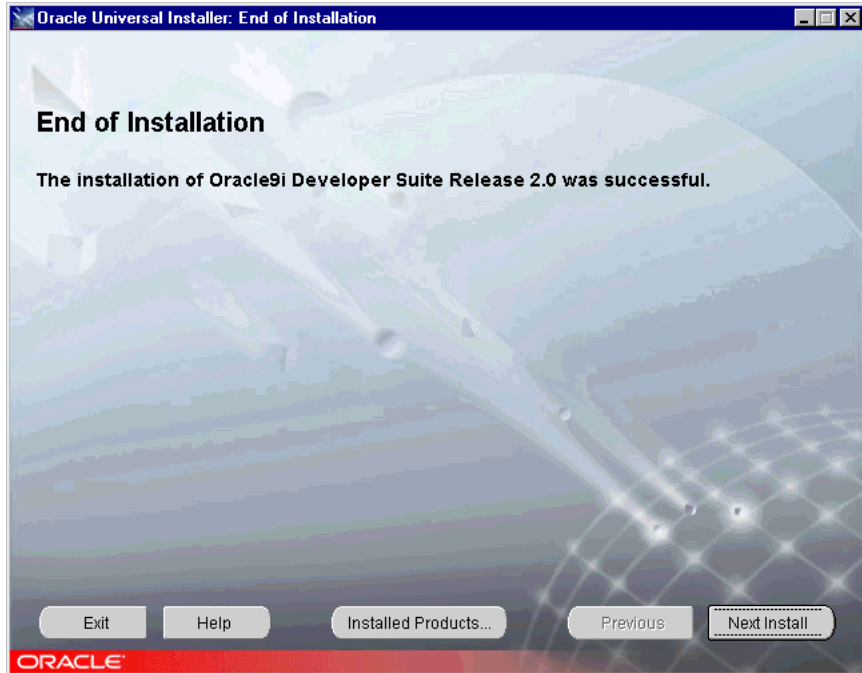 Oracle Universal Installer: End of Installation
End of Installation
The installation of Oracle9i Developer Suite Release 2.0 was successful.
Exit Help Installed Products... Previous Next Install
ORACLE